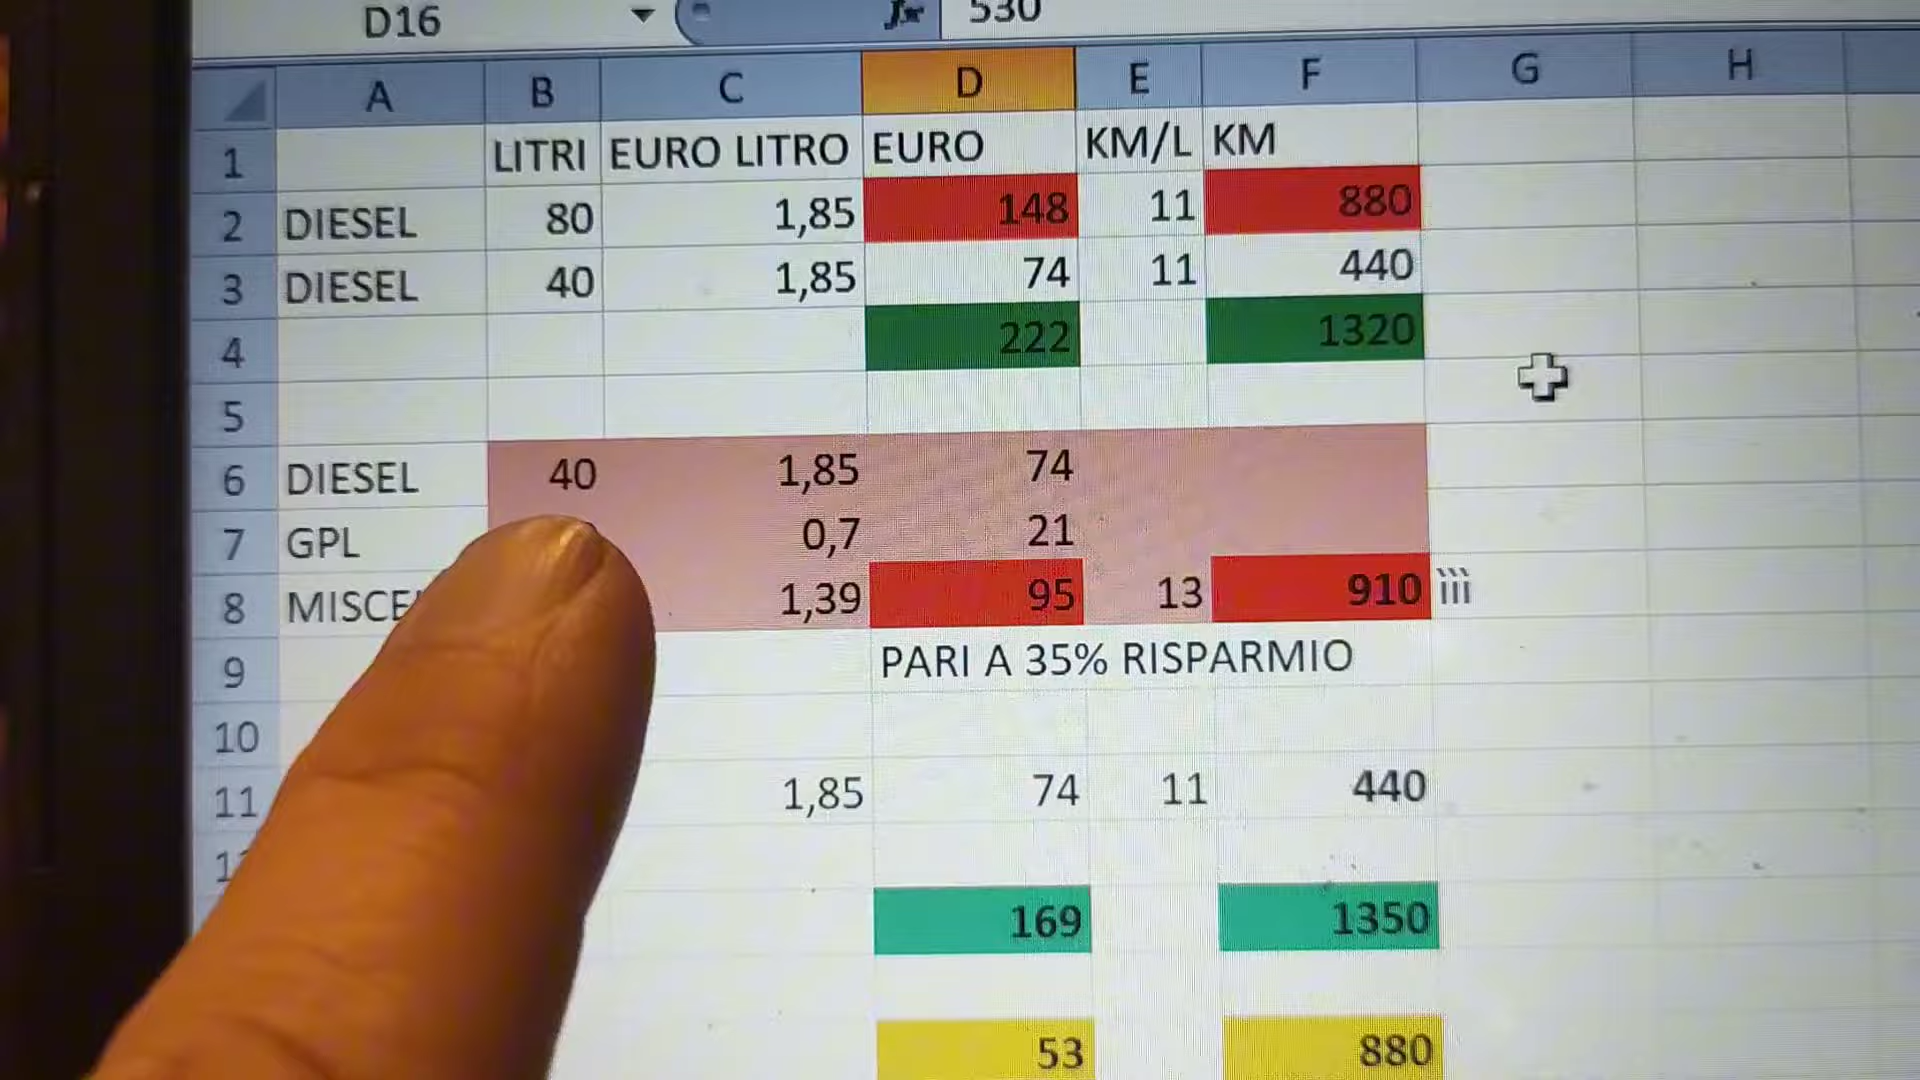 D16 fx 530
A B C D E F G H
1 LITRI EURO LITRO EURO KM/L KM
2 DIESEL 80 1,85 148 11 880
3 DIESEL 40 1,85 74 11 440
4 222 1320
5
6 DIESEL 40 1,85 74
7 GPL 0,7 21
8 1,39 95 13 910 ììì
9 PARI A 35% RISPARMIO
10
11 1,85 74 11 440
169 1350
53 880